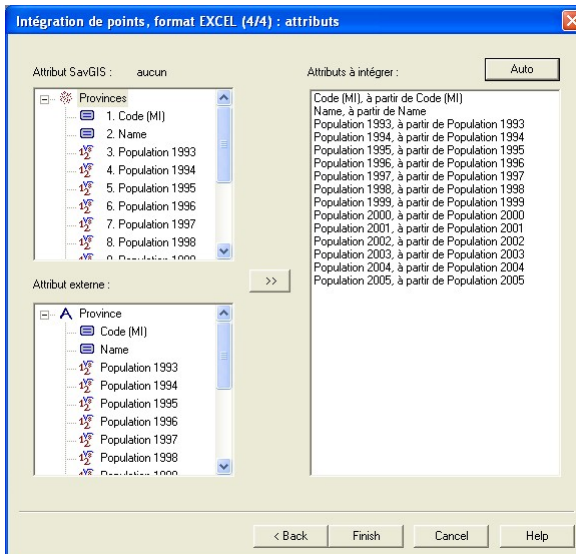 Intégration de points, format EXCEL (4/4) : attributs
Attribut SavGIS : aucun
Provinces
1. Code (MI)
2. Name
3. Population 1993
4. Population 1994
5. Population 1995
6. Population 1996
7. Population 1997
8. Population 1998
Attribut externe :
Province
Code (MI)
Name
Population 1993
Population 1994
Population 1995
Population 1996
Population 1997
Population 1998
>>
Attributs à intégrer :
Auto
Code (MI), à partir de Code (MI)
Name, à partir de Name
Population 1993, à partir de Population 1993
Population 1994, à partir de Population 1994
Population 1995, à partir de Population 1995
Population 1996, à partir de Population 1996
Population 1997, à partir de Population 1997
Population 1998, à partir de Population 1998
Population 1999, à partir de Population 1999
Population 2000, à partir de Population 2000
Population 2001, à partir de Population 2001
Population 2002, à partir de Population 2002
Population 2003, à partir de Population 2003
Population 2004, à partir de Population 2004
Population 2005, à partir de Population 2005
< Back
Finish
Cancel
Help